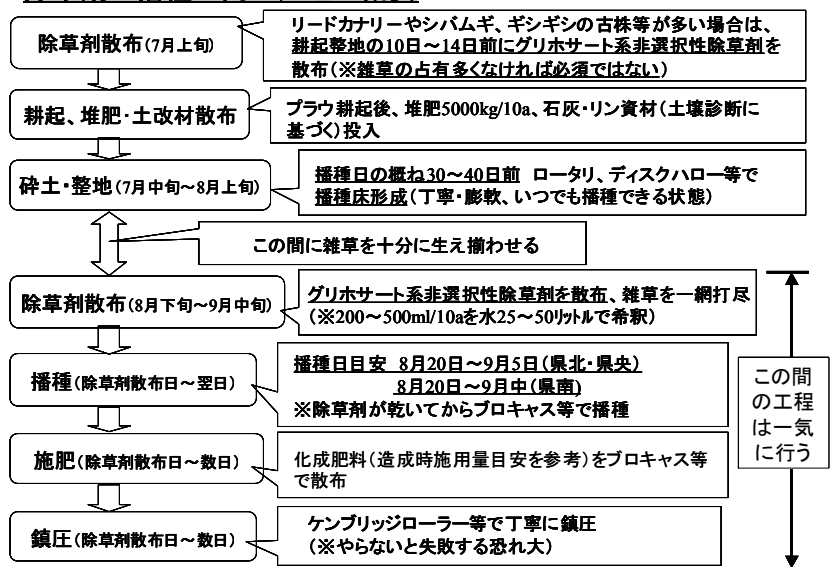 除草剤散布(7月上旬)
リードカナリーやシバムギ、ギシギシの古株等が多い場合は、
耕起整地の10日～14日前にグリホサート系非選択性除草剤を
散布(※雑草の占有多くなければ必須ではない)
耕起、堆肥・土改材散布
プラウ耕起後、堆肥5000kg/10a、石灰・リン資材(土壌診断に
基づく)投入
砕土・整地(7月中旬～8月上旬)
播種日の概ね30～40日前 ロータリ、ディスクハロー等で
播種床形成(丁寧・膨軟、いつでも播種できる状態)
この間に雑草を十分に生え揃わせる
除草剤散布(8月下旬～9月中旬)
グリホサート系非選択性除草剤を散布、雑草を一網打尽
(※200～500ml/10aを水25～50リットルで希釈)
播種(除草剤散布日～翌日)
播種日目安 8月20日～9月5日(県北・県央)
8月20日～9月中(県南)
※除草剤が乾いてからブロキャス等で播種
施肥(除草剤散布日～数日)
化成肥料(造成時施用量目安を参考)をブロキャス等
で散布
鎮圧(除草剤散布日～数日)
ケンブリッジローラー等で丁寧に鎮圧
(※やらないと失敗する恐れ大)
この間
の工程
は一気
に行う